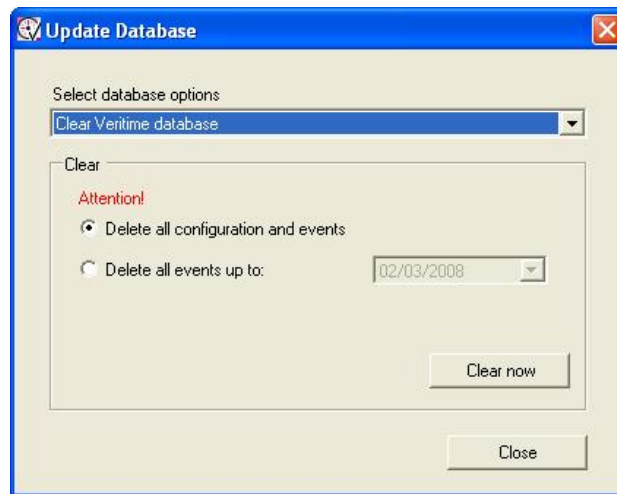 Update Database
Select database options
Clear Veritime database
Clear
Attention!
Delete all configuration and events
Delete all events up to:
02/03/2008
Clear now
Close